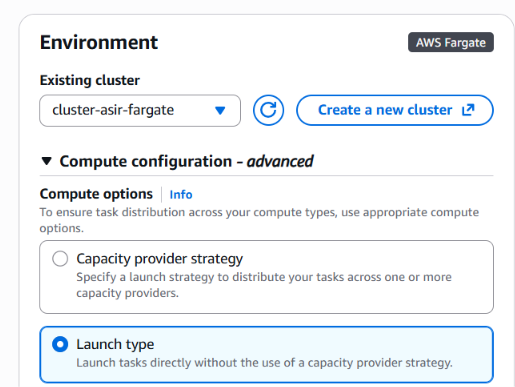 Environment
AWS Fargate
Existing cluster
cluster-asir-fargate
Create a new cluster
Compute configuration - advanced
Compute options
Info
To ensure task distribution across your compute types, use appropriate compute
options.
Capacity provider strategy
Specify a launch strategy to distribute your tasks across one or more
capacity providers.
Launch type
Launch tasks directly without the use of a capacity provider strategy.